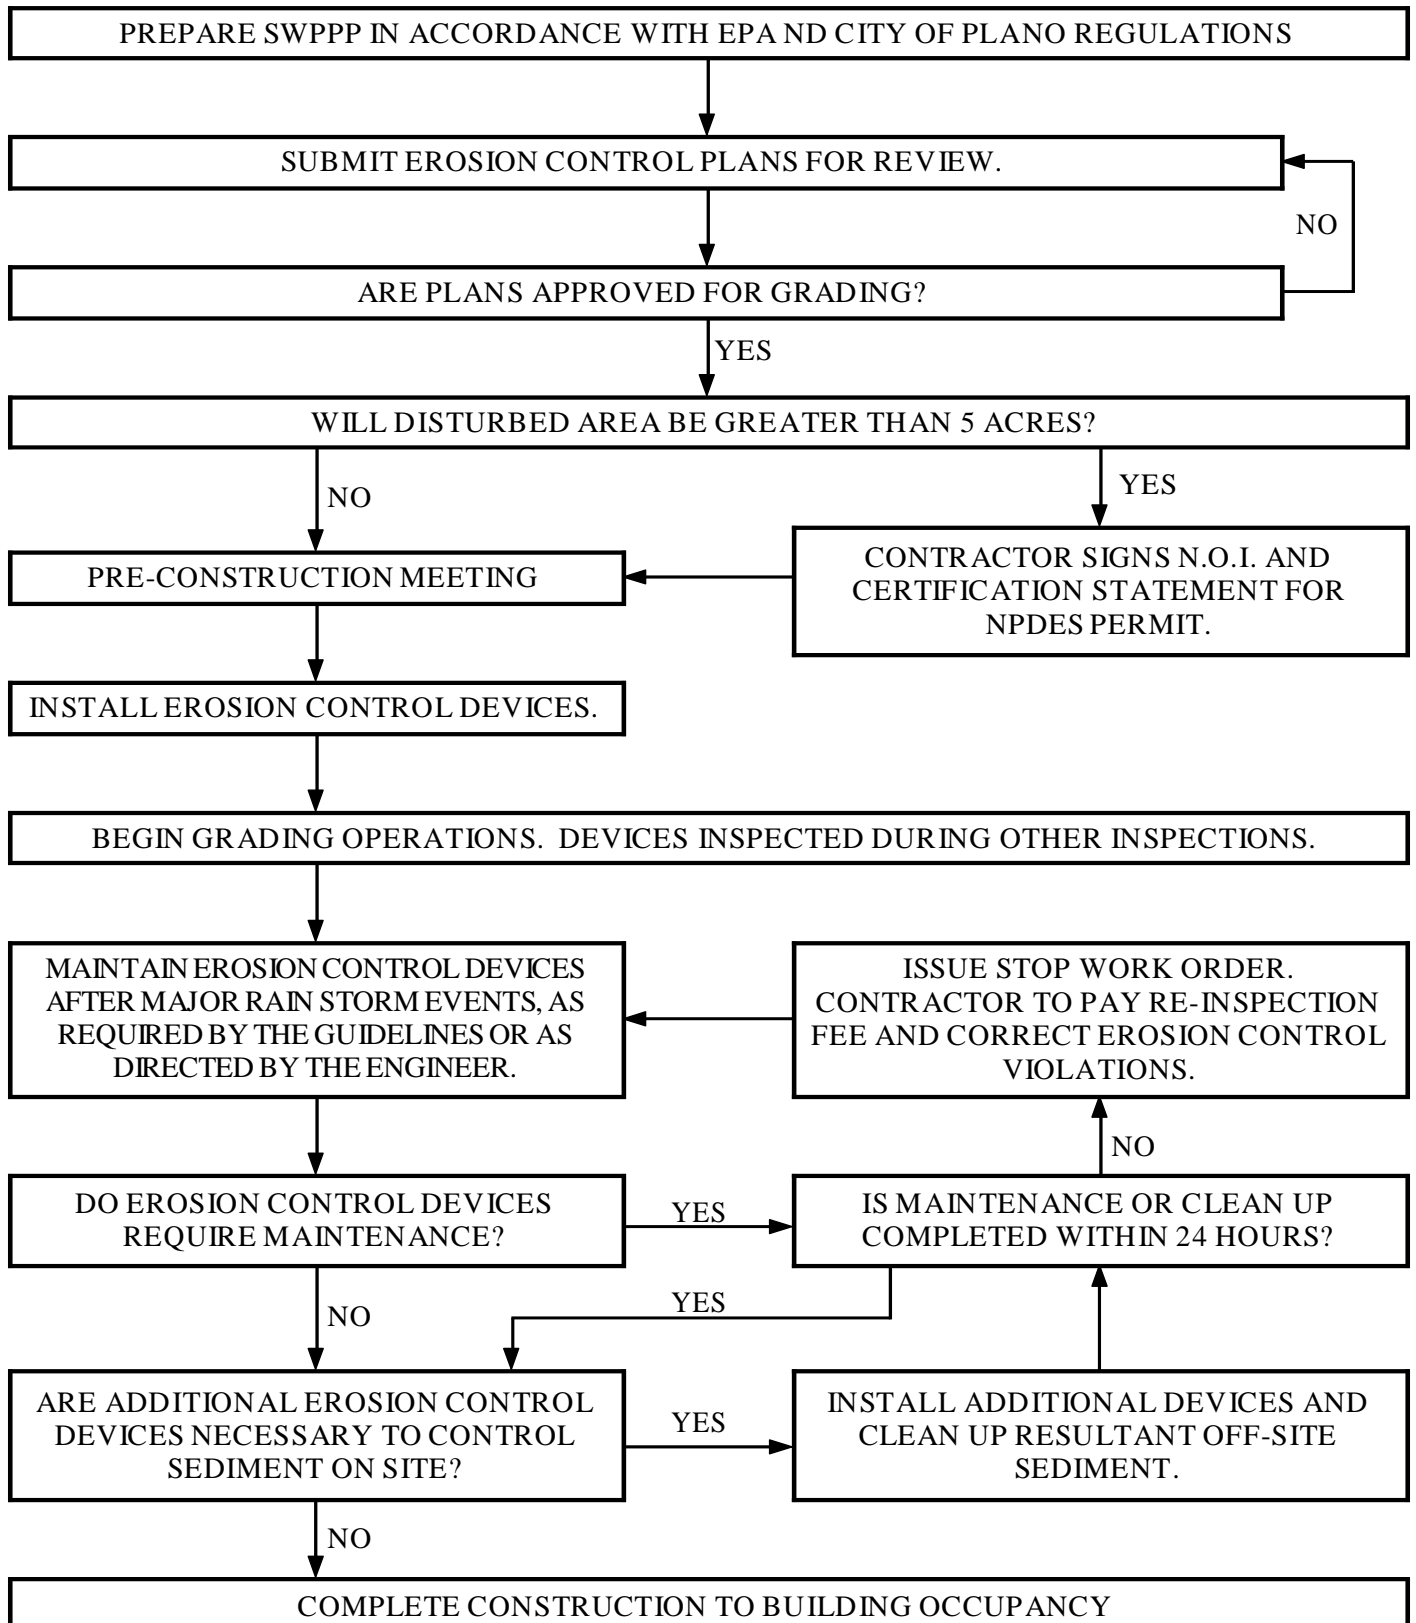 PREPARE SWPPP IN ACCORDANCE WITH EPA ND CITY OF PLANO REGULATIONS
SUBMIT EROSION CONTROL PLANS FOR REVIEW.
NO
ARE PLANS APPROVED FOR GRADING?
YES
WILL DISTURBED AREA BE GREATER THAN 5 ACRES?
NO
YES
PRE-CONSTRUCTION MEETING
CONTRACTOR SIGNS N.O.I. AND
CERTIFICATION STATEMENT FOR
NPDES PERMIT.
INSTALL EROSION CONTROL DEVICES.
BEGIN GRADING OPERATIONS.  DEVICES INSPECTED DURING OTHER INSPECTIONS.
MAINTAIN EROSION CONTROL DEVICES
AFTER MAJOR RAIN STORM EVENTS, AS
REQUIRED BY THE GUIDELINES OR AS
DIRECTED BY THE ENGINEER.
ISSUE STOP WORK ORDER.
CONTRACTOR TO PAY RE-INSPECTION
FEE AND CORRECT EROSION CONTROL
VIOLATIONS.
NO
DO EROSION CONTROL DEVICES
REQUIRE MAINTENANCE?
YES
IS MAINTENANCE OR CLEAN UP
COMPLETED WITHIN 24 HOURS?
NO
YES
ARE ADDITIONAL EROSION CONTROL
DEVICES NECESSARY TO CONTROL
SEDIMENT ON SITE?
YES
INSTALL ADDITIONAL DEVICES AND
CLEAN UP RESULTANT OFF-SITE
SEDIMENT.
NO
COMPLETE CONSTRUCTION TO BUILDING OCCUPANCY